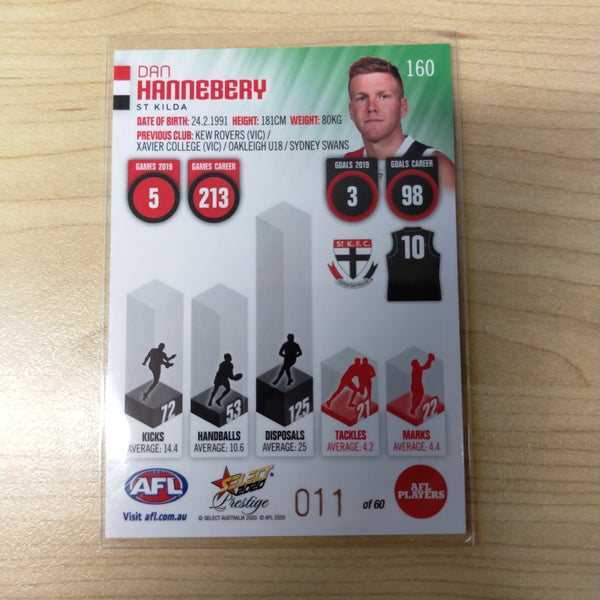 DAN
HANNEBERY
ST KILDA
160
DATE OF BIRTH: 24.2.1991 HEIGHT: 181CM WEIGHT: 80KG
PREVIOUS CLUB: KEW ROVERS (VIC) /
XAVIER COLLEGE (VIC) / OAKLEIGH U18 / SYDNEY SWANS
GAMES 2019
5
GAMES CAREER
213
GOALS 2019
3
GOALS CAREER
98
ST K.F.C.
10
72
53
125
21
22
KICKS
AVERAGE: 14.4
HANDBALLS
AVERAGE: 10.6
DISPOSALS
AVERAGE: 25
TACKLES
AVERAGE: 4.2
MARKS
AVERAGE: 4.4
AFL
Visit afl.com.au
SELECT
2020
Prestige
© SELECT AUSTRALIA 2020 © AFL 2020
011 of 60
AFL
PLAYERS